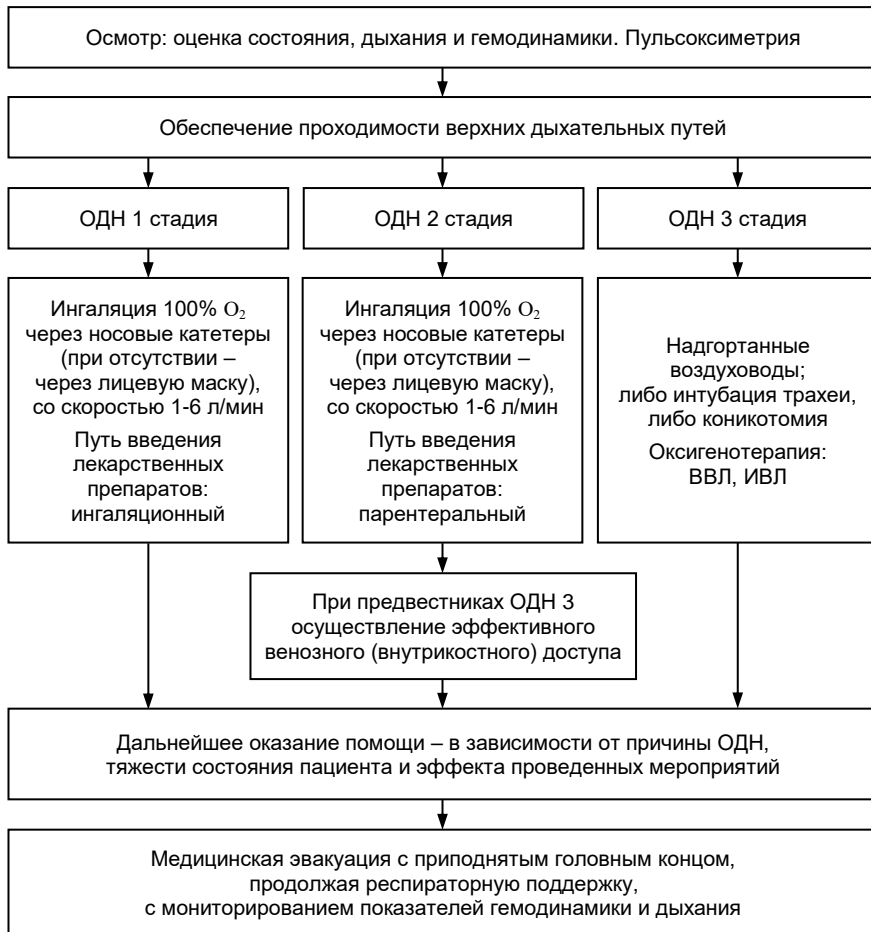 Осмотр: оценка состояния, дыхания и гемодинамики. Пульсоксиметрия
Обеспечение проходимости верхних дыхательных путей
ОДН 1 стадия
ОДН 2 стадия
ОДН 3 стадия
Ингаляция 100% O₂
через носовые катетеры
(при отсутствии –
через лицевую маску),
со скоростью 1-6 л/мин
Путь введения
лекарственных
препаратов:
ингаляционный
Ингаляция 100% O₂
через носовые катетеры
(при отсутствии –
через лицевую маску),
со скоростью 1-6 л/мин
Путь введения
лекарственных
препаратов:
парентеральный
Надгортанные
воздуховоды;
либо интубация трахеи,
либо коникотомия
Оксигенотерапия:
ВВЛ, ИВЛ
При предвестниках ОДН 3
осуществление эффективного
венозного (внутрикостного) доступа
Дальнейшее оказание помощи – в зависимости от причины ОДН,
тяжести состояния пациента и эффекта проведенных мероприятий
Медицинская эвакуация с приподнятым головным концом,
продолжая респираторную поддержку,
с мониторированием показателей гемодинамики и дыхания